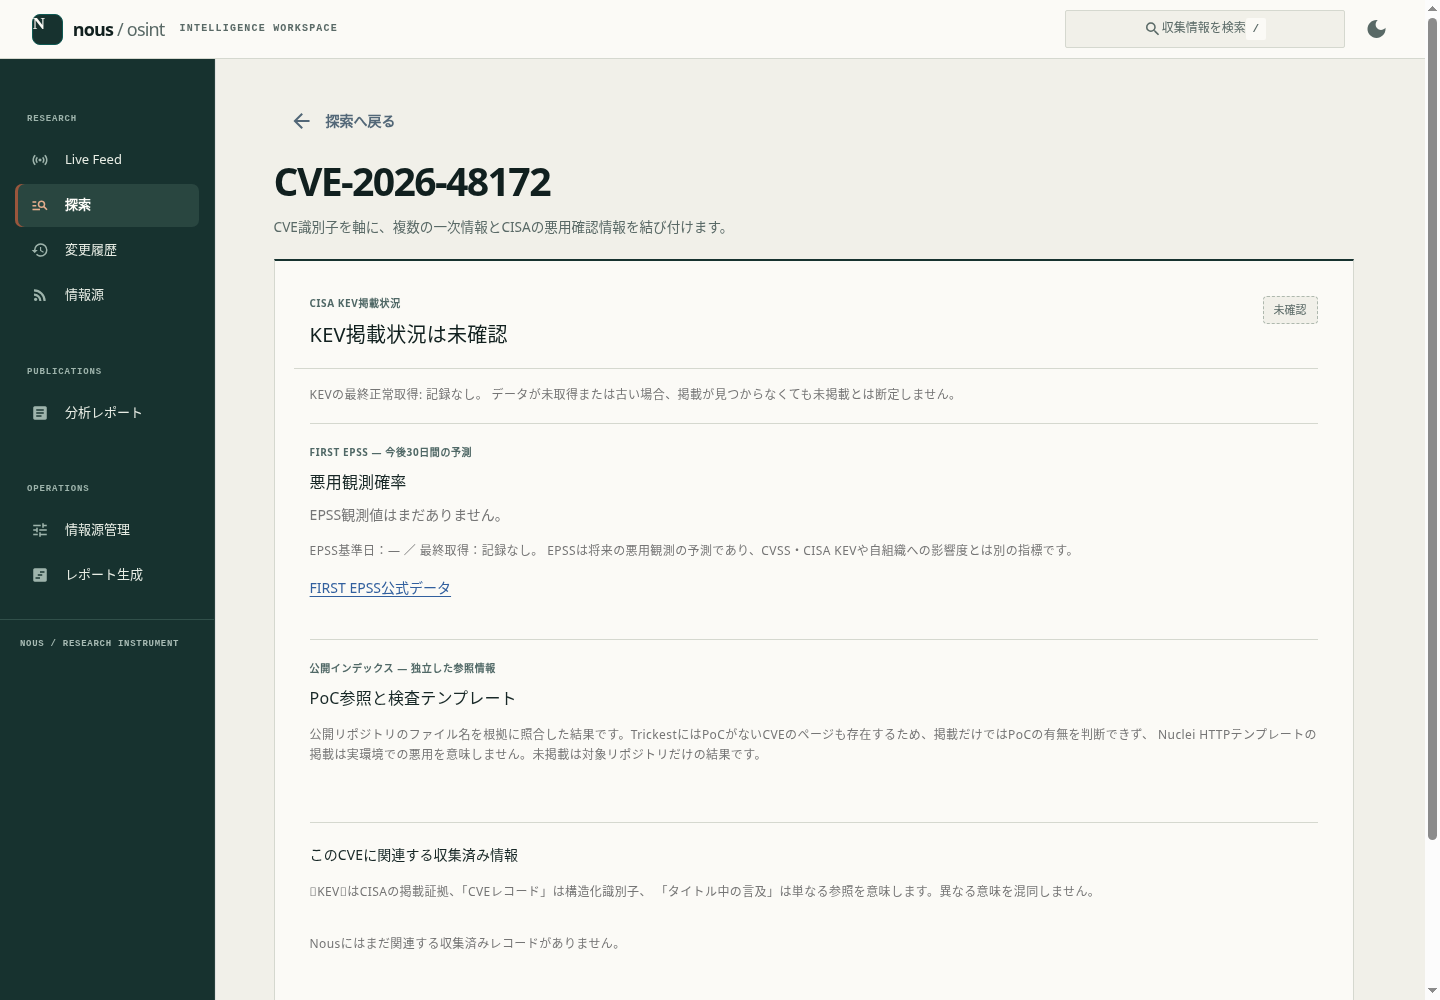 N
nous / osint
INTELLIGENCE WORKSPACE
収集情報を検索 /
RESEARCH
Live Feed
探索
変更履歴
情報源
PUBLICATIONS
分析レポート
OPERATIONS
情報源管理
レポート生成
NOUS / RESEARCH INSTRUMENT
探索へ戻る
CVE-2026-48172
CVE識別子を軸に、複数の一次情報とCISAの悪用確認情報を結び付けます。
CISA KEV掲載状況
KEV掲載状況は未確認
未確認
KEVの最終正常取得: 記録なし。 データが未取得または古い場合、掲載が見つからなくても未掲載とは断定しません。
FIRST EPSS — 今後30日間の予測
悪用観測確率
EPSS観測値はまだありません。
EPSS基準日：— ／ 最終取得：記録なし。 EPSSは将来の悪用観測の予測であり、CVSS・CISA KEVや自組織への影響度とは別の指標です。
FIRST EPSS公式データ
公開インデックス — 独立した参照情報
PoC参照と検査テンプレート
公開リポジトリのファイル名を根拠に照合した結果です。TrickestにはPoCがないCVEのページも存在するため、掲載だけではPoCの有無を判断できず、 Nuclei HTTPテンプレートの
掲載は実環境での悪用を意味しません。未掲載は対象リポジトリだけの結果です。
このCVEに関連する収集済み情報
▯KEV▯はCISAの掲載証拠、「CVEレコード」は構造化識別子、 「タイトル中の言及」は単なる参照を意味します。異なる意味を混同しません。
Nousにはまだ関連する収集済みレコードがありません。